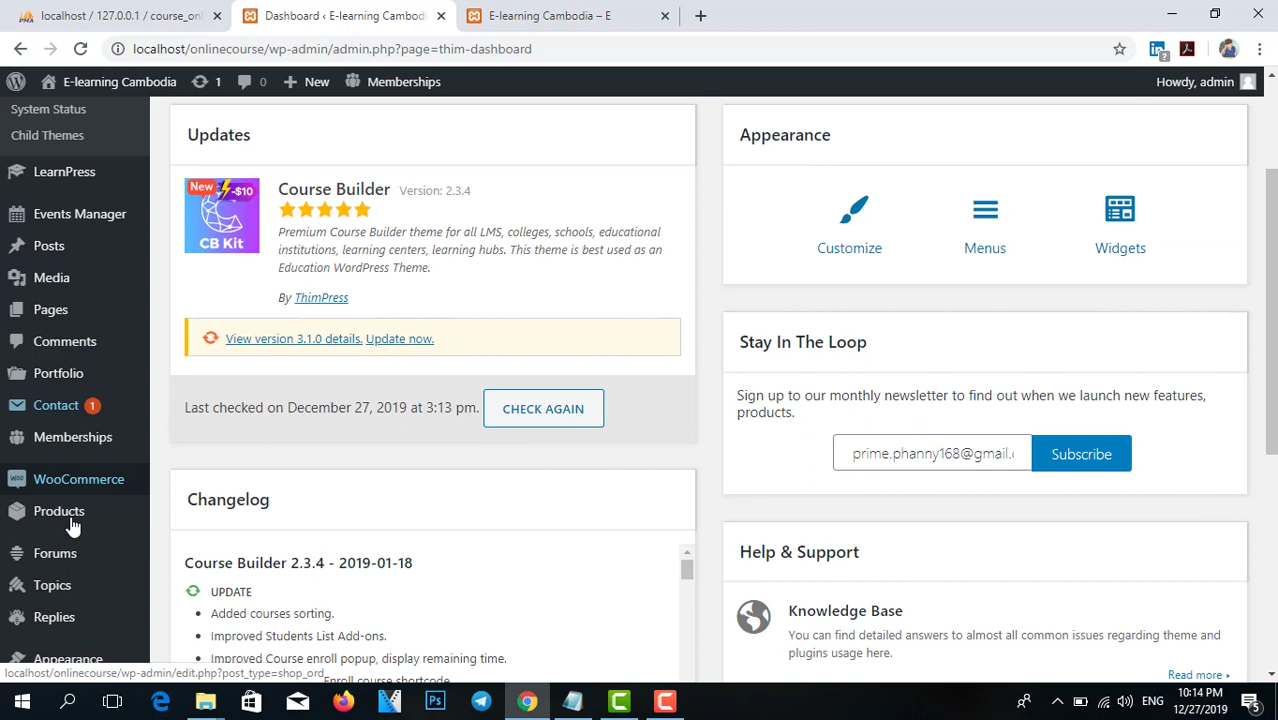 localhost / 127.0.0.1 / course_on
Dashboard ‹ E-learning Cambodi
E-learning Cambodia – E
localhost/onlinecourse/wp-admin/admin.php?page=thim-dashboard
E-learning Cambodia
1
0
New
Memberships
Howdy, admin
System Status
Child Themes
LearnPress
Events Manager
Posts
Media
Pages
Comments
Portfolio
Contact 1
Memberships
WooCommerce
Products
Forums
Topics
Replies
Appearance
Updates
New
-$10
CB Kit
Course Builder Version: 2.3.4
Premium Course Builder theme for all LMS, colleges, schools, educational
institutions, learning centers, learning hubs. This theme is best used as an
Education WordPress Theme.
By ThimPress
View version 3.1.0 details. Update now.
Last checked on December 27, 2019 at 3:13 pm.
CHECK AGAIN
Changelog
Course Builder 2.3.4 - 2019-01-18
UPDATE
Added courses sorting.
Improved Students List Add-ons.
Improved Course enroll popup, display remaining time.
Enroll course shortcode.
Appearance
Customize
Menus
Widgets
Stay In The Loop
Sign up to our monthly newsletter to find out when we launch new features,
products.
prime.phanny168@gmail.c
Subscribe
Help & Support
Knowledge Base
You can find detailed answers to almost all common issues regarding theme and
plugins usage here.
Read more
localhost/onlinecourse/wp-admin/edit.php?post_type=shop_ord
ENG
10:14 PM
12/27/2019
5